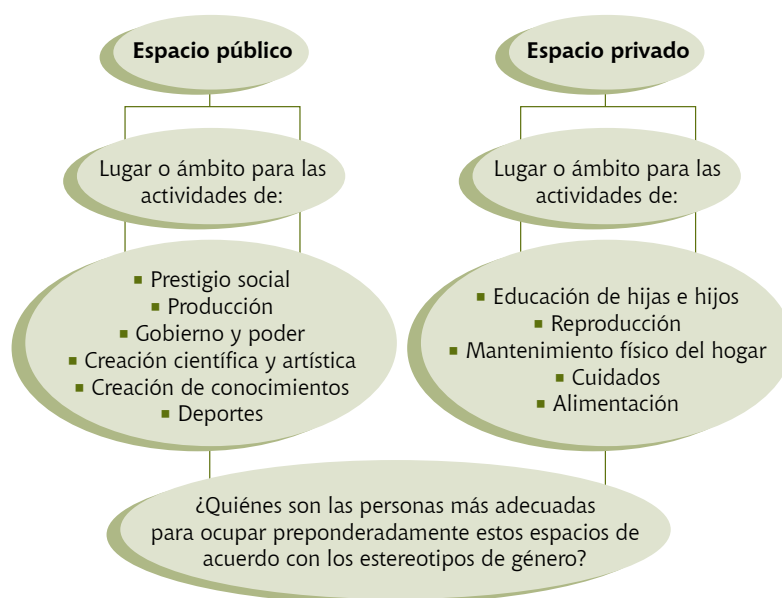 Espacio público
Lugar o ámbito para las
actividades de:
■ Prestigio social
■ Producción
■ Gobierno y poder
■ Creación científica y artística
■ Creación de conocimientos
■ Deportes
Espacio privado
Lugar o ámbito para las
actividades de:
■ Educación de hijas e hijos
■ Reproducción
■ Mantenimiento físico del hogar
■ Cuidados
■ Alimentación
¿Quiénes son las personas más adecuadas
para ocupar preponderadamente estos espacios de
acuerdo con los estereotipos de género?